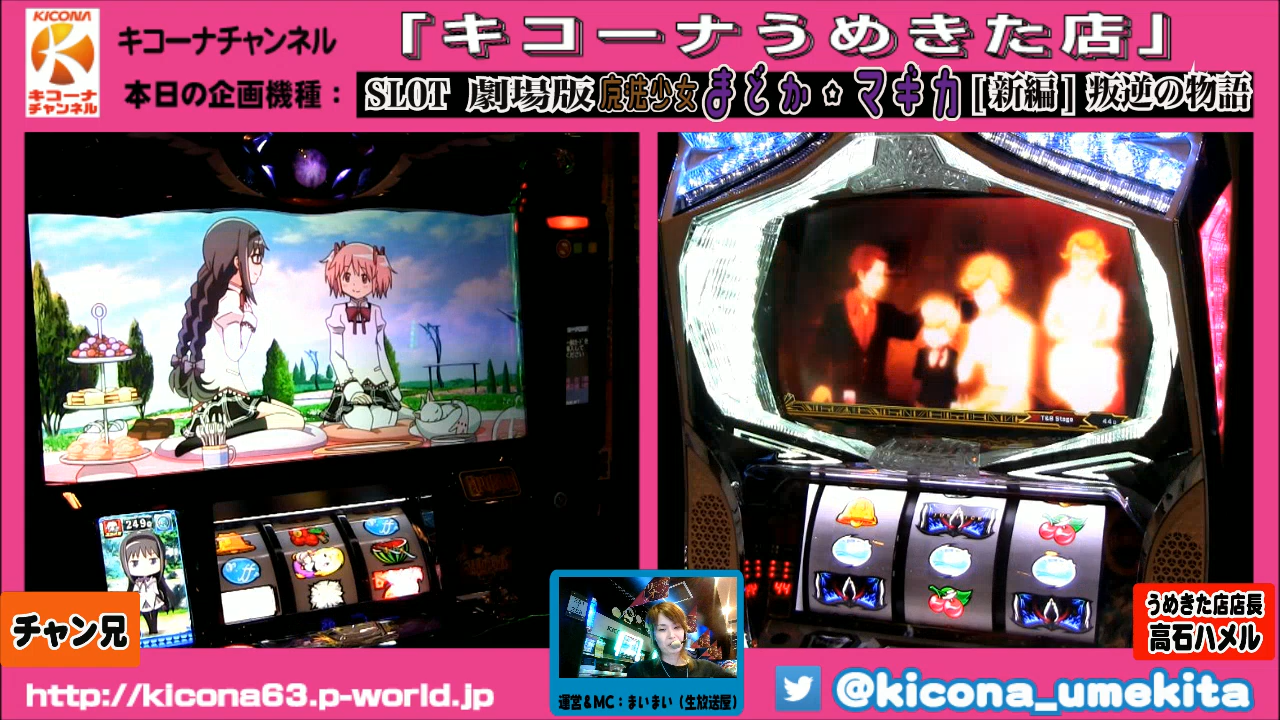 KICONA
キコーナ
チャンネル
キコーナチャンネル
「キコーナうめきた店」
本日の企画機種：
SLOT 劇場版 魔法少女 まどか☆マギカ [新編] 叛逆の物語
249
T&B Stage
44
チャン兄
うめきた店店長
高石ハメル
運営＆MC：まいまい（生放送屋）
http://kicona63.p-world.jp
@kicona_umekita